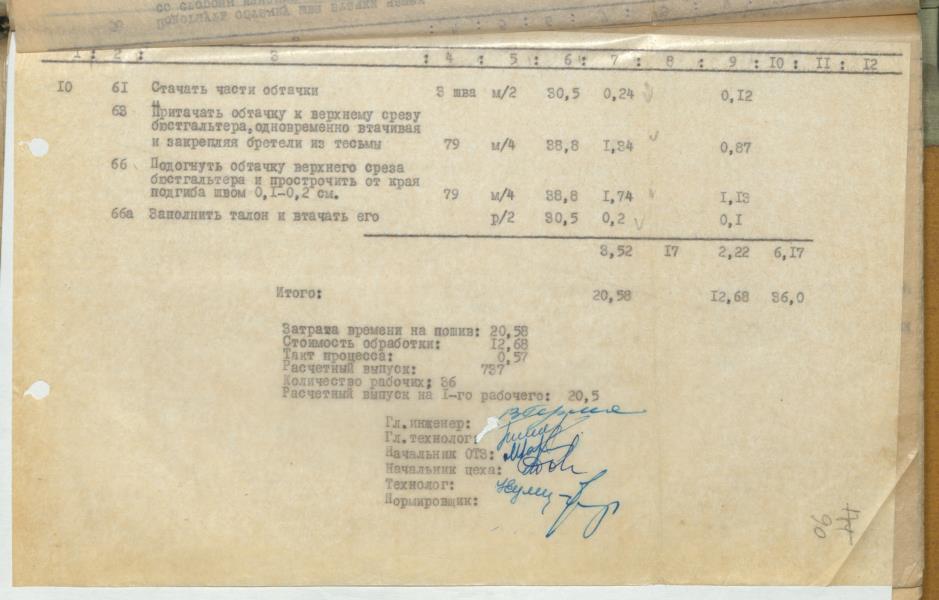 1 : 2 : 3 : 4 : 5 : 6 : 7 : 8 : 9 : 10 : 11 : 12
10 61 Стачать части обтачки 3 шва м/2 30,5 0,24 0,12
63 Притачать обтачку к верхнему срезу
бюстгальтера, одновременно втачивая
и закрепляя бретели из тесьмы 79 м/4 38,8 1,34 0,87
66 Подогнуть обтачку верхнего среза
бюстгальтера и прострочить от края
подгиба швом 0,1-0,2 см. 79 м/4 38,8 1,74 1,13
66а Заполнить талон и втачать его р/2 30,5 0,2 0,1
3,52 17 2,22 6,17
Итого: 20,58 12,68 36,0
Затрата времени на пошив: 20,58
Стоимость обработки: 12,68
Такт процесса: 0,57
Расчетный выпуск: 737
Количество рабочих; 36
Расчетный выпуск на 1-го рабочего: 20,5
Гл.инженер:
Гл.технолог:
Начальник ОТЗ:
Начальник цеха:
Технолог:
Нормировщик:
90